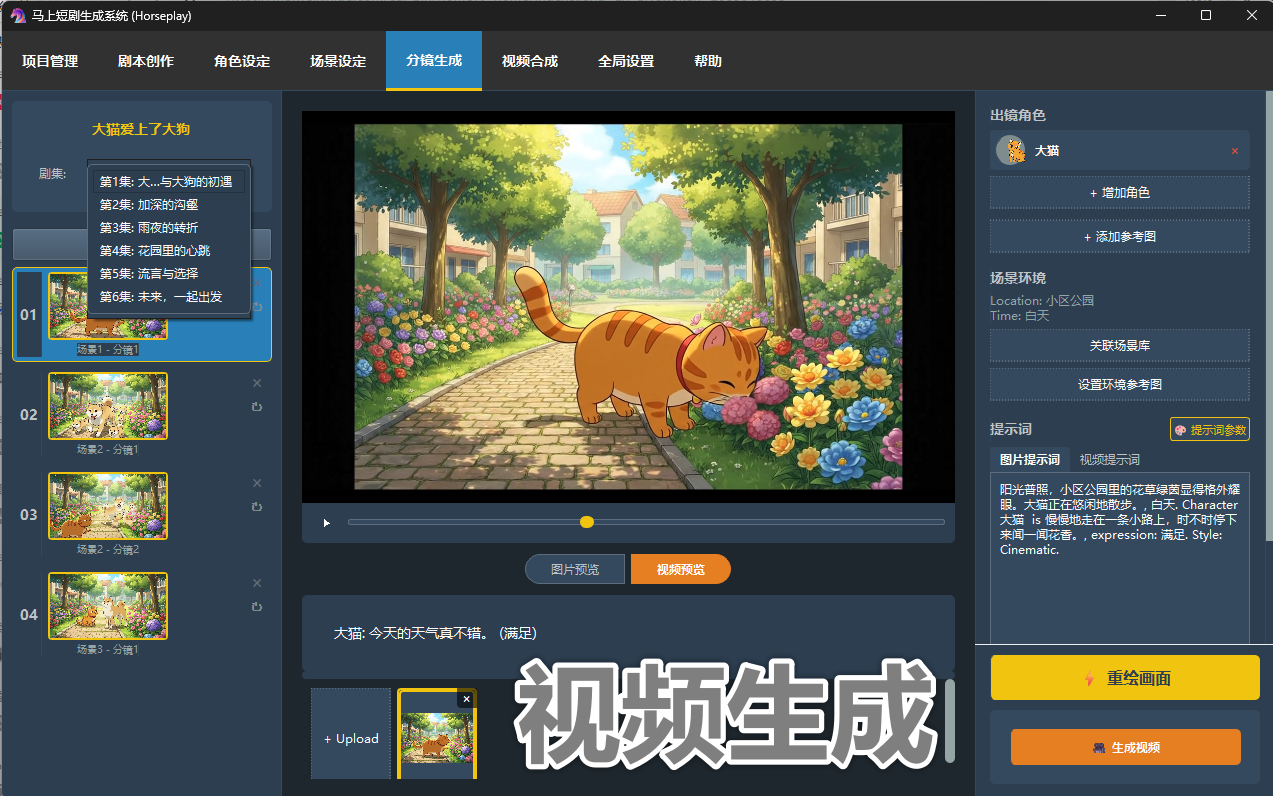 马上短剧生成系统 (Horseplay)
项目管理 剧本创作 角色设定 场景设定 分镜生成 视频合成 全局设置 帮助
大猫爱上了大狗
剧集:
第1集: 大...与大狗的初遇
第2集: 加深的沟壑
第3集: 雨夜的转折
第4集: 花园里的心跳
第5集: 流言与选择
第6集: 未来，一起出发
01
场景1 - 分镜1
02
场景2 - 分镜1
03
场景2 - 分镜2
04
场景3 - 分镜1
图片预览 视频预览
大猫: 今天的天气真不错。 (满足)
+ Upload
视频生成
出镜角色
大猫
+ 增加角色
+ 添加参考图
场景环境
Location: 小区公园
Time: 白天
关联场景库
设置环境参考图
提示词 提示词参数
图片提示词 视频提示词
阳光普照，小区公园里的花草绿茵显得格外耀
眼。大猫正在悠闲地散步。, 白天. Character
大猫 is 慢慢地走在一条小路上，时不时停下
来闻一闻花香。, expression: 满足. Style:
Cinematic.
重绘画面
生成视频